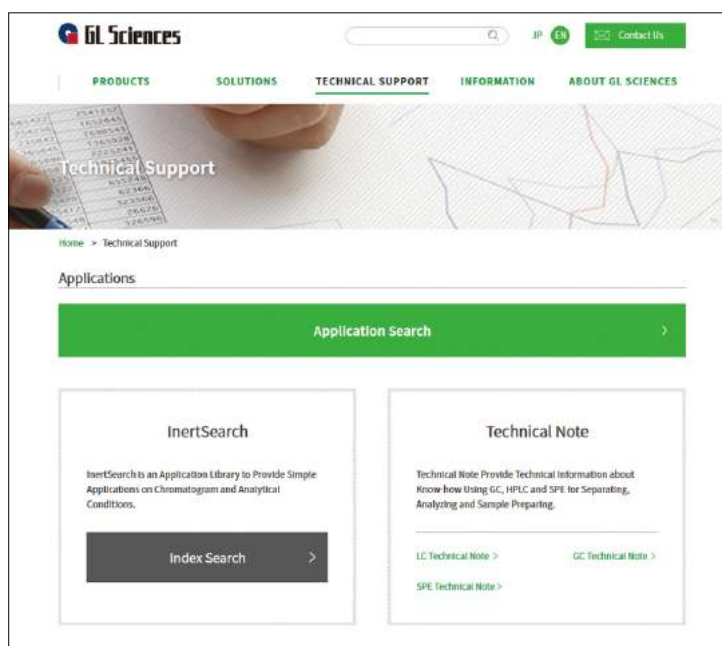 GL Sciences
JP EN Contact Us
PRODUCTS SOLUTIONS TECHNICAL SUPPORT INFORMATION ABOUT GL SCIENCES
Technical Support
Home > Technical Support
Applications
Application Search >
InertSearch
InertSearch is an Application Library to Provide Simple
Applications on Chromatogram and Analytical
Conditions.
Index Search >
Technical Note
Technical Note Provide Technical Information about
Know-how Using GC, HPLC and SPE for Separating,
Analyzing and Sample Preparing.
LC Technical Note > GC Technical Note >
SPE Technical Note >